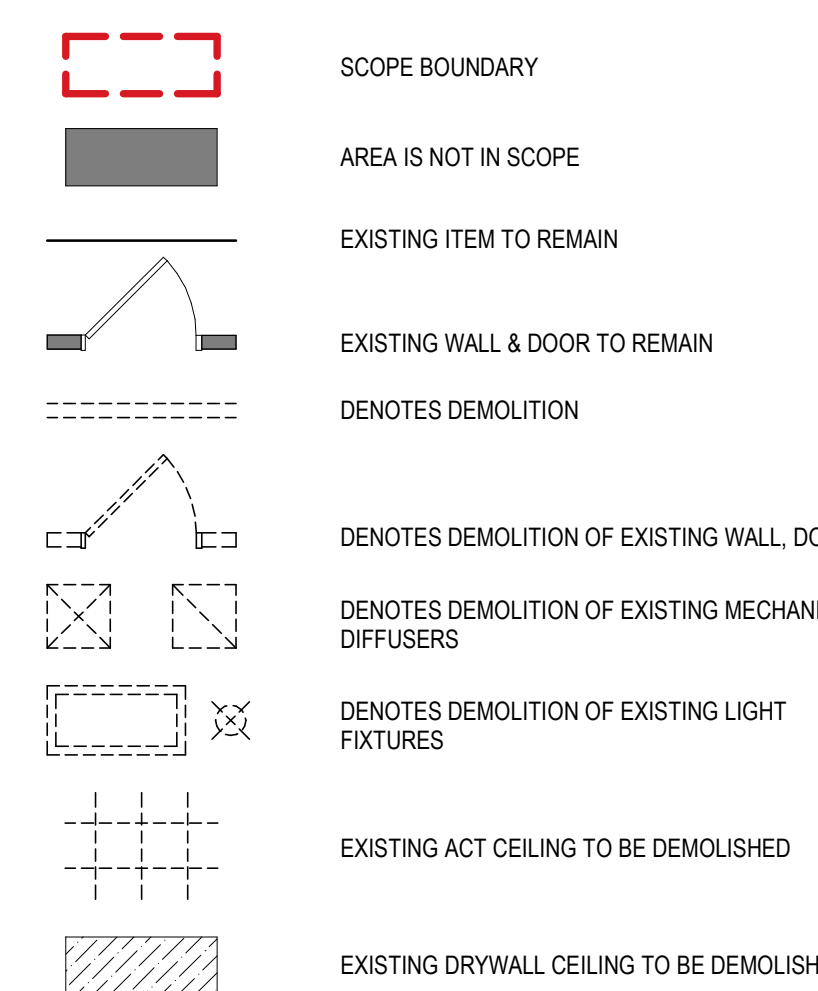 SCOPE BOUNDARY
AREA IS NOT IN SCOPE
EXISTING ITEM TO REMAIN
EXISTING WALL & DOOR TO REMAIN
DENOTES DEMOLITION
DENOTES DEMOLITION OF EXISTING WALL,
DENOTES DEMOLITION OF EXISTING
DIFFUSERS
DENOTES DEMOLITION OF EXISTING LIGHT
FIXTURES
EXISTING ACT CEILING TO BE DEMOLISHED
EXISTING DRYWALL CEILING TO BE